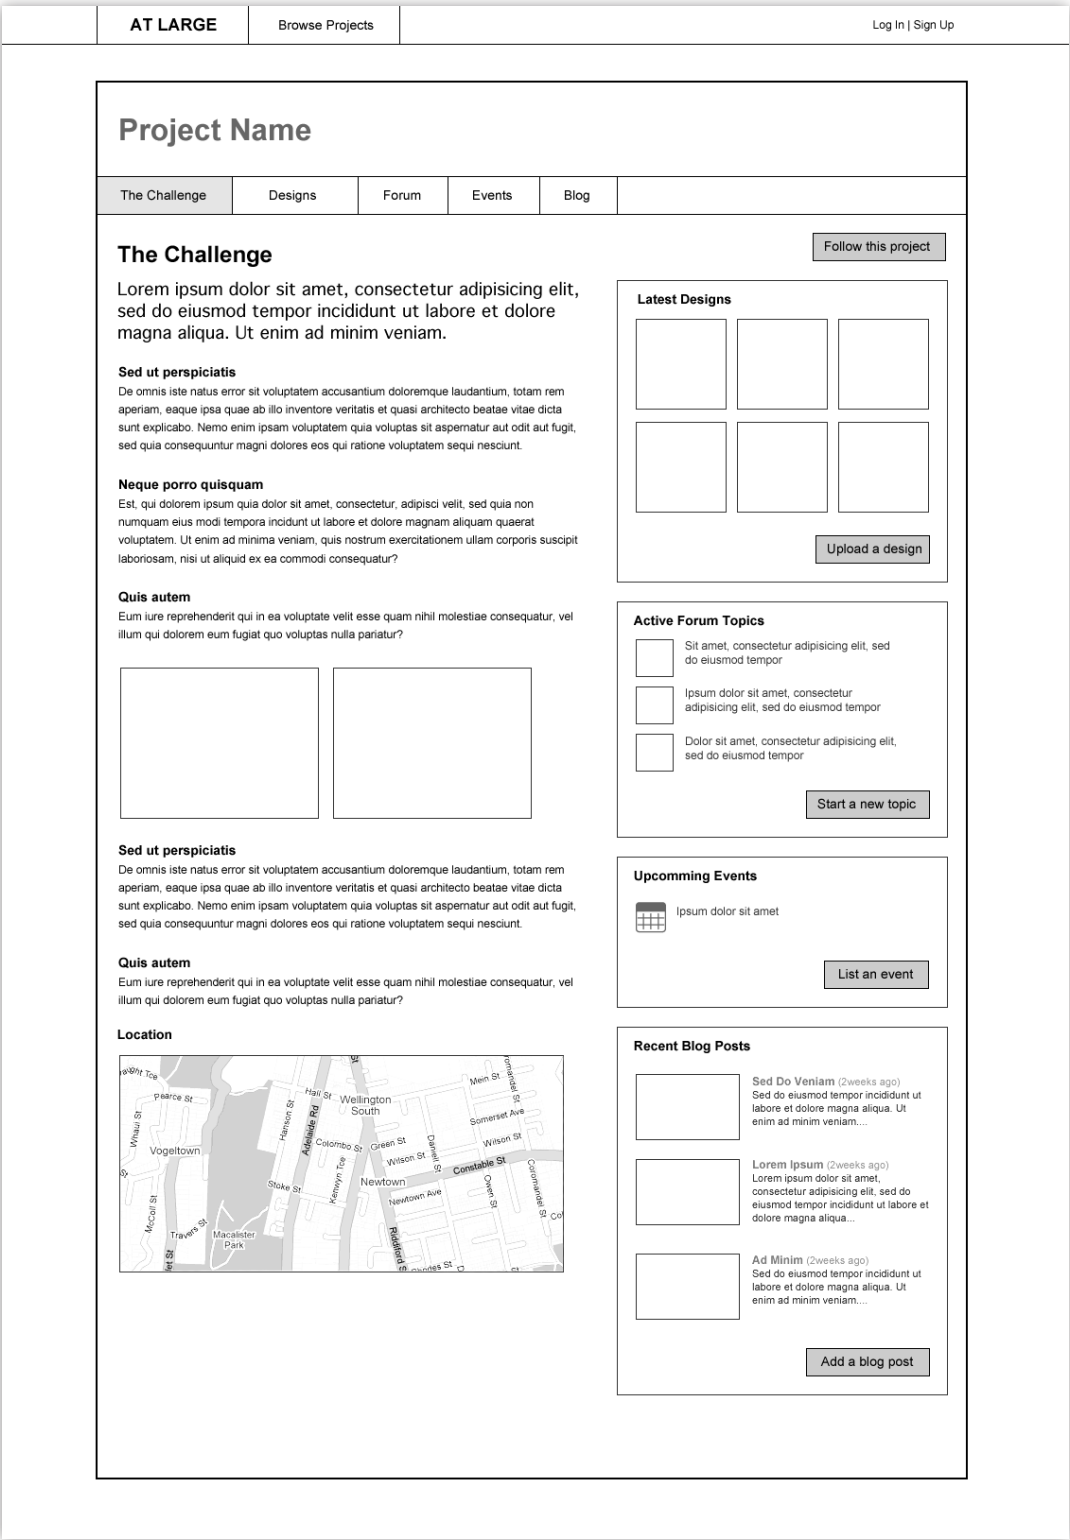 AT LARGE
Browse Projects
Log In | Sign Up
Project Name
The Challenge
Designs
Forum
Events
Blog
The Challenge
Lorem ipsum dolor sit amet, consectetur adipisicing elit,
sed do eiusmod tempor incididunt ut labore et dolore
magna aliqua. Ut enim ad minim veniam.
Sed ut perspiciatis
De omnis iste natus error sit voluptatem accusantium doloremque laudantium, totam rem
aperiam, eaque ipsa quae ab illo inventore veritatis et quasi architecto beatae vitae dicta
sunt explicabo. Nemo enim ipsam voluptatem quia voluptas sit aspernatur aut odit aut fugit,
sed quia consequuntur magni dolores eos qui ratione voluptatem sequi nesciunt.
Neque porro quisquam
Est, qui dolorem ipsum quia dolor sit amet, consectetur, adipisci velit, sed quia non
numquam eius modi tempora incidunt ut labore et dolore magnam aliquam quaerat
voluptatem. Ut enim ad minima veniam, quis nostrum exercitationem ullam corporis suscipit
laboriosam, nisi ut aliquid ex ea commodi consequatur?
Quis autem
Eum iure reprehenderit qui in ea voluptate velit esse quam nihil molestiae consequatur, vel
illum qui dolorem eum fugiat quo voluptas nulla pariatur?
Sed ut perspiciatis
De omnis iste natus error sit voluptatem accusantium doloremque laudantium, totam rem
aperiam, eaque ipsa quae ab illo inventore veritatis et quasi architecto beatae vitae dicta
sunt explicabo. Nemo enim ipsam voluptatem quia voluptas sit aspernatur aut odit aut fugit,
sed quia consequuntur magni dolores eos qui ratione voluptatem sequi nesciunt.
Quis autem
Eum iure reprehenderit qui in ea voluptate velit esse quam nihil molestiae consequatur, vel
illum qui dolorem eum fugiat quo voluptas nulla pariatur?
Location
Pearce St
Whaul St
Vogeltown
McColl St
Travers St
Macalister
Park
Hanson St
Hall St
Adelaide Rd
Wellington
South
Colombo St
Green St
Kenwyn Tce
Stoke St
Newtown
Wilson St
Newtown Ave
Riddiford S
Daniell St
Constable St
Owen St
Mein St
Somerset Ave
Wilson St
Coromandel St
Follow this project
Latest Designs
Upload a design
Active Forum Topics
Sit amet, consectetur adipisicing elit, sed
do eiusmod tempor
Ipsum dolor sit amet, consectetur
adipisicing elit, sed do eiusmod tempor
Dolor sit amet, consectetur adipisicing elit,
sed do eiusmod tempor
Start a new topic
Upcomming Events
Ipsum dolor sit amet
List an event
Recent Blog Posts
Sed Do Veniam (2weeks ago)
Sed do eiusmod tempor incididunt ut
labore et dolore magna aliqua. Ut
enim ad minim veniam....
Lorem Ipsum (2weeks ago)
Lorem ipsum dolor sit amet,
consectetur adipisicing elit, sed do
eiusmod tempor incididunt ut labore et
dolore magna aliqua...
Ad Minim (2weeks ago)
Sed do eiusmod tempor incididunt ut
labore et dolore magna aliqua. Ut
enim ad minim veniam....
Add a blog post